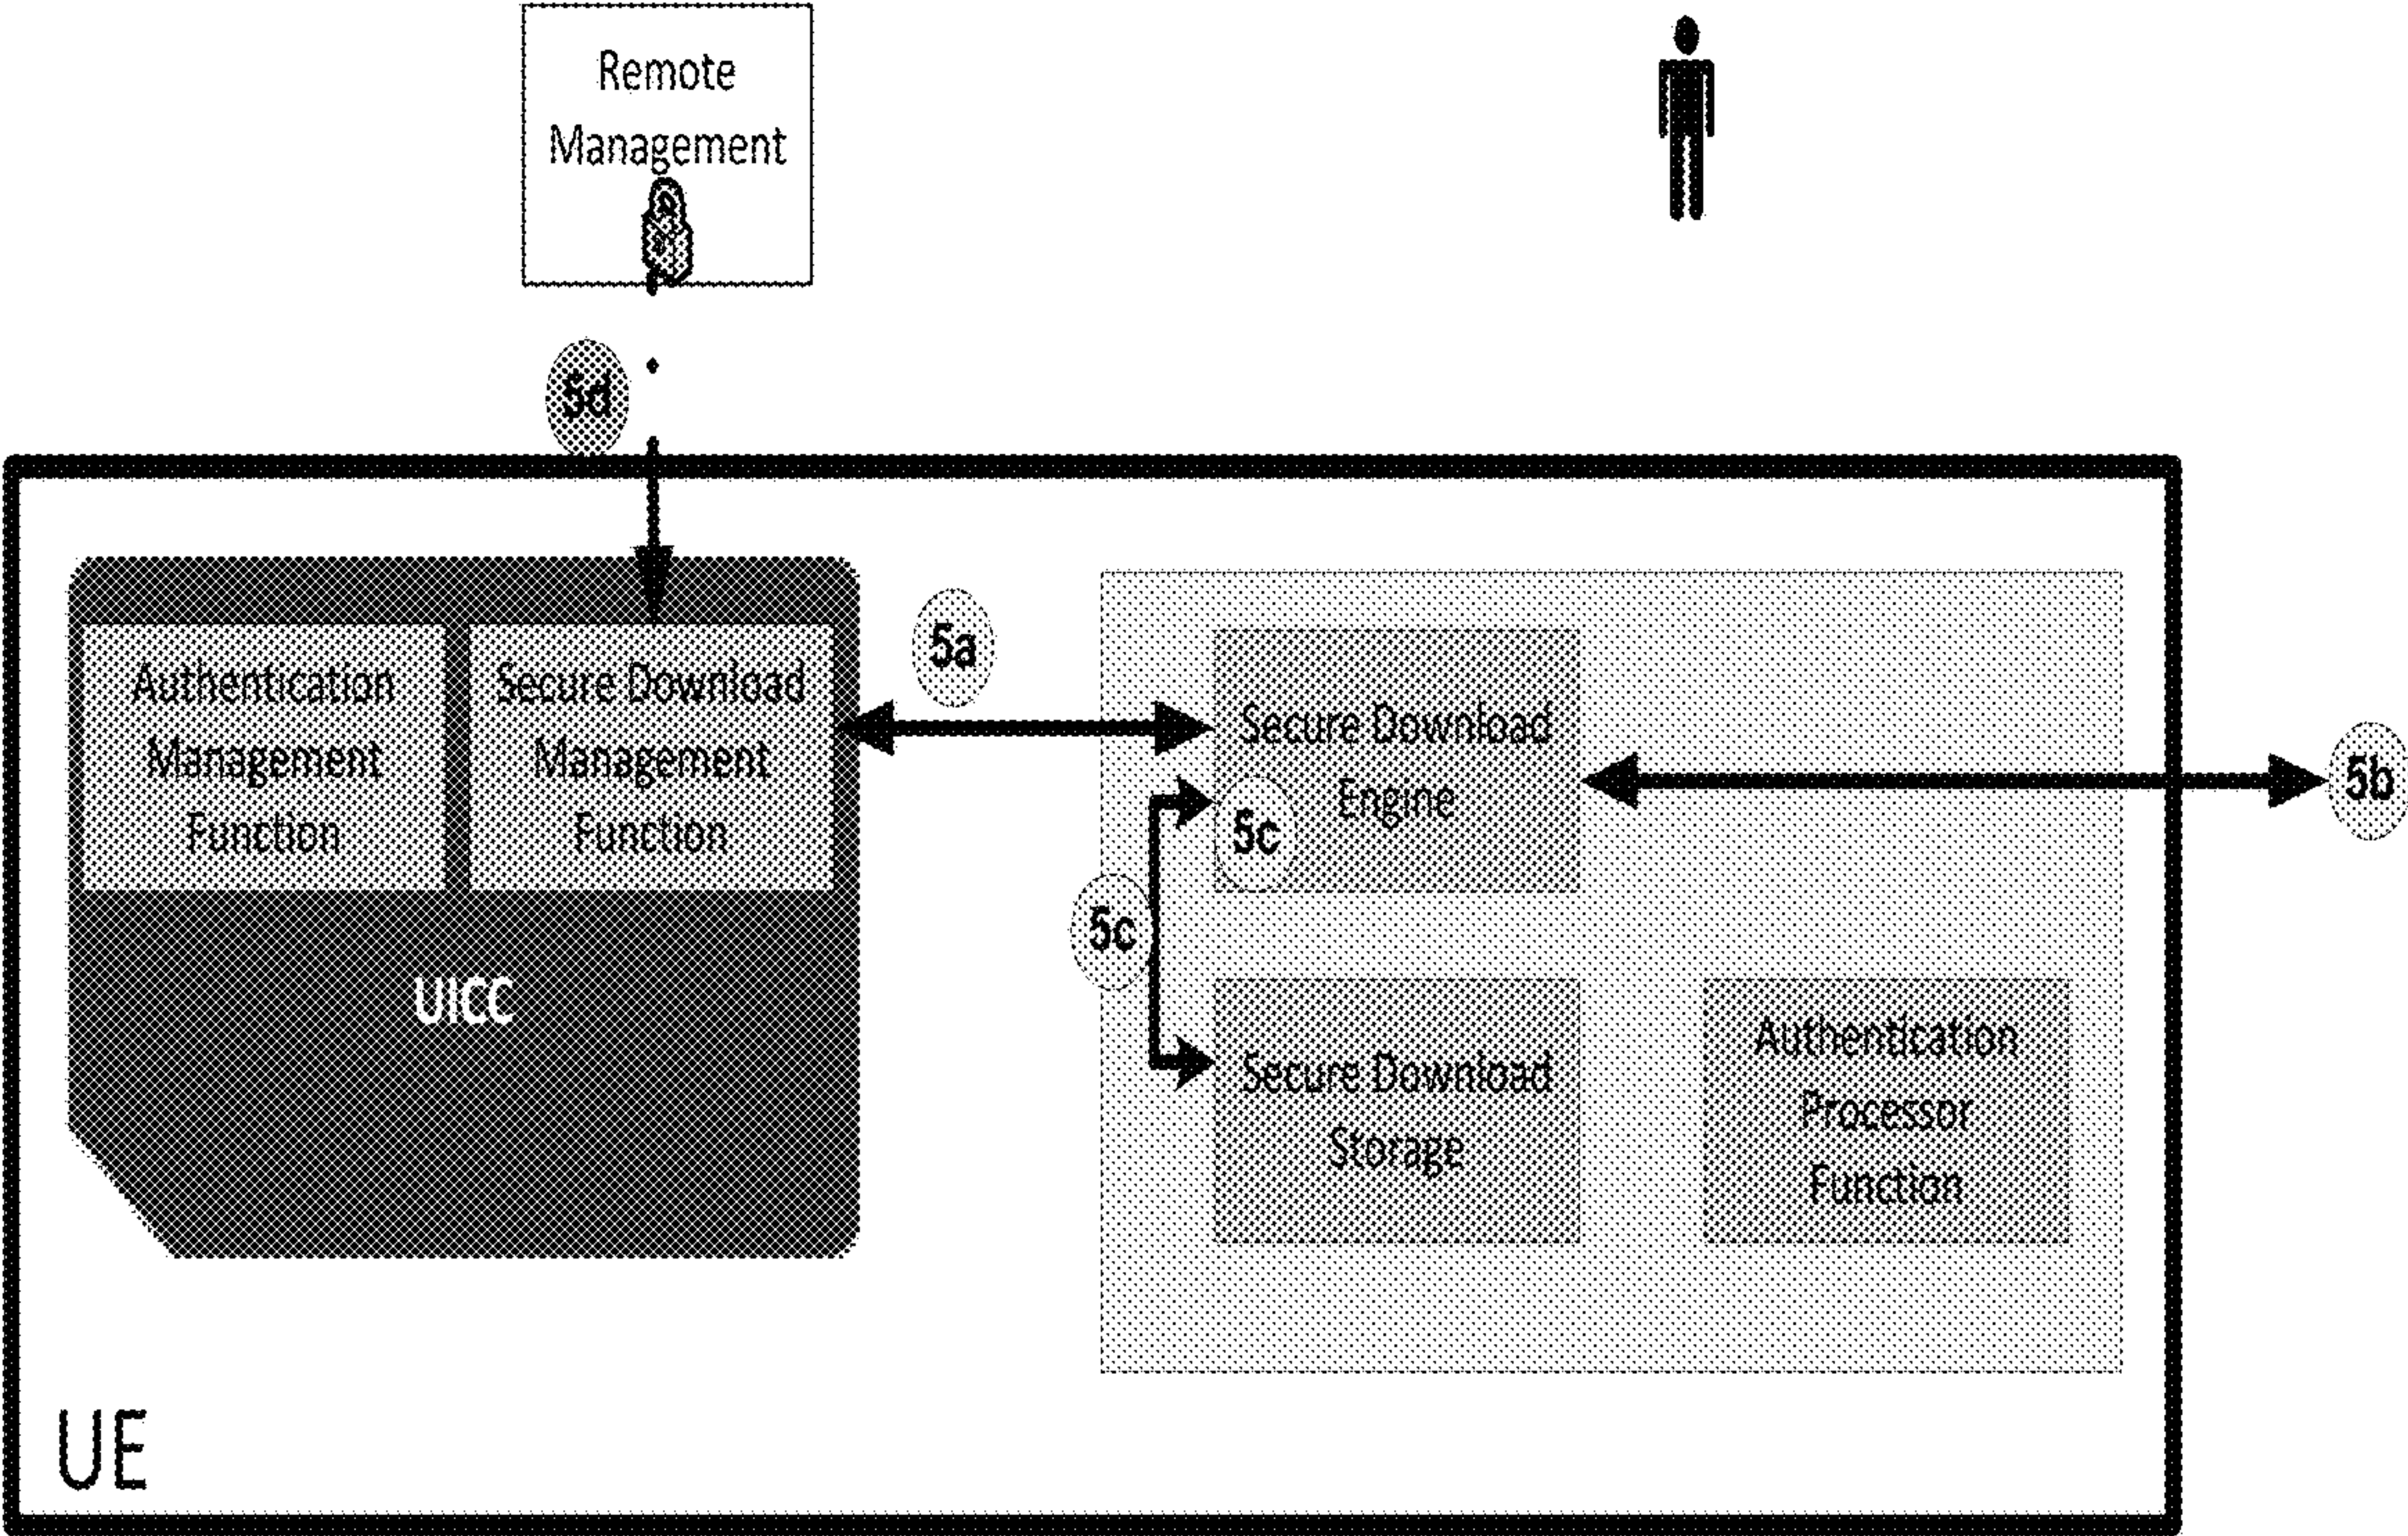 Remote
Management
5d
Authentication
Management
Function
Secure Download
Management
Function
UICC
5a
Secure Download
Engine
5c
5c
5b
Secure Download
Storage
Authentication
Processor
Function
UE